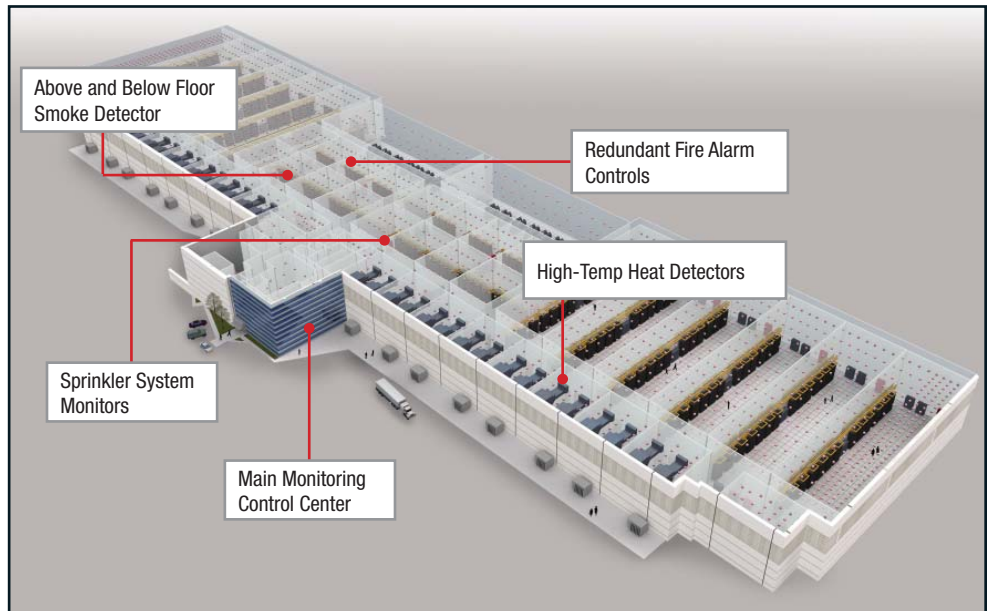 Above and Below Floor
Smoke Detector
Redundant Fire Alarm
Controls
High-Temp Heat Detectors
Sprinkler System
Monitors
Main Monitoring
Control Center